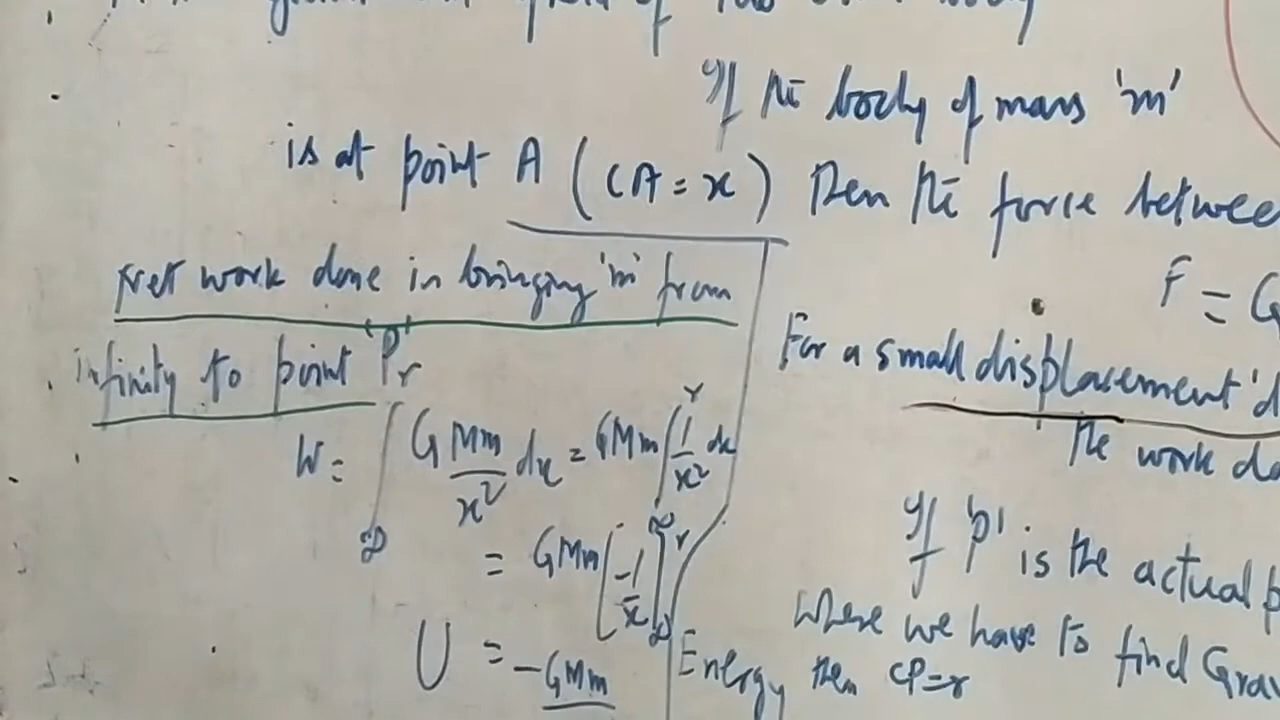 If the body of mass 'm'
is at point A (CA = x) then the force between
F = G
Net work done in bringing 'm' from
infinity to point 'P'
For a small displacement 'd
the work do
W = ∫_∞^r G Mm/x² dx = GMm ∫_∞^r 1/x² dx
= GMm [-1/x]_∞^r
U = -GMm
If 'P' is the actual p
where we have to find Grav
Energy then CP = r